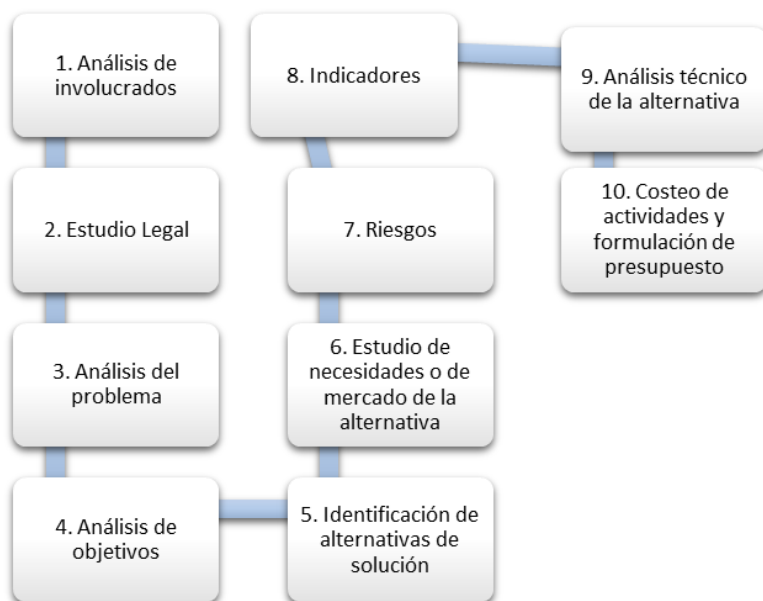 1. Análisis de
involucrados
2. Estudio Legal
3. Análisis del
problema
4. Análisis de
objetivos
5. Identificación de
alternativas de
solución
6. Estudio de
necesidades o de
mercado de la
alternativa
7. Riesgos
8. Indicadores
9. Análisis técnico
de la alternativa
10. Costeo de
actividades y
formulación de
presupuesto